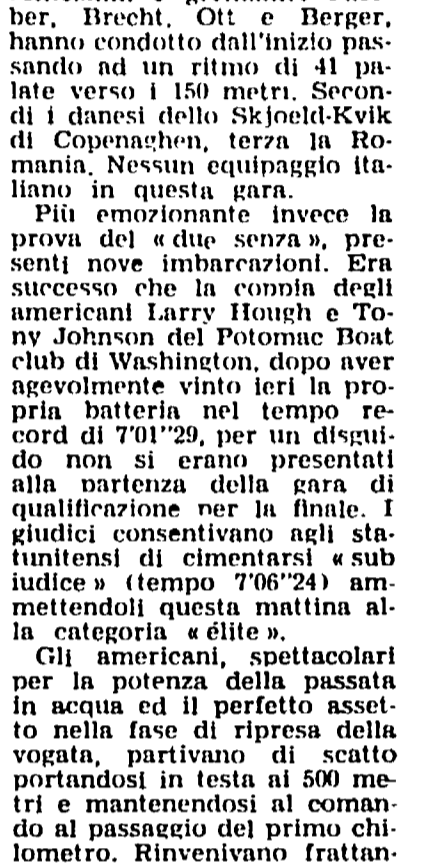 ber, Brecht, Ott e Berger,
hanno condotto dall'inizio pas-
sando ad un ritmo di 41 pa-
late verso i 150 metri. Secon-
di i danesi dello Skjoeld-Kvik
di Copenaghen, terza la Ro-
mania. Nessun equipaggio ita-
liano in questa gara.
Più emozionante invece la
prova del « due senza », pre-
senti nove imbarcazioni. Era
successo che la coppia degli
americani Larry Hough e To-
ny Johnson del Potomac Boat
club di Washington, dopo aver
agevolmente vinto ieri la pro-
pria batteria nel tempo re-
cord di 7'01"29, per un disgui-
do non si erano presentati
alla partenza della gara di
qualificazione per la finale. I
giudici consentivano agli sta-
tunitensi di cimentarsi « sub
iudice » (tempo 7'06"24) am-
mettendoli questa mattina al-
la categoria « élite ».
Gli americani, spettacolari
per la potenza della passata
in acqua ed il perfetto asset-
to nella fase di ripresa della
vogata, partivano di scatto
portandosi in testa ai 500 me-
tri e mantenendosi al coman-
do al passaggio del primo chi-
lometro. Rinvenivano frattan-